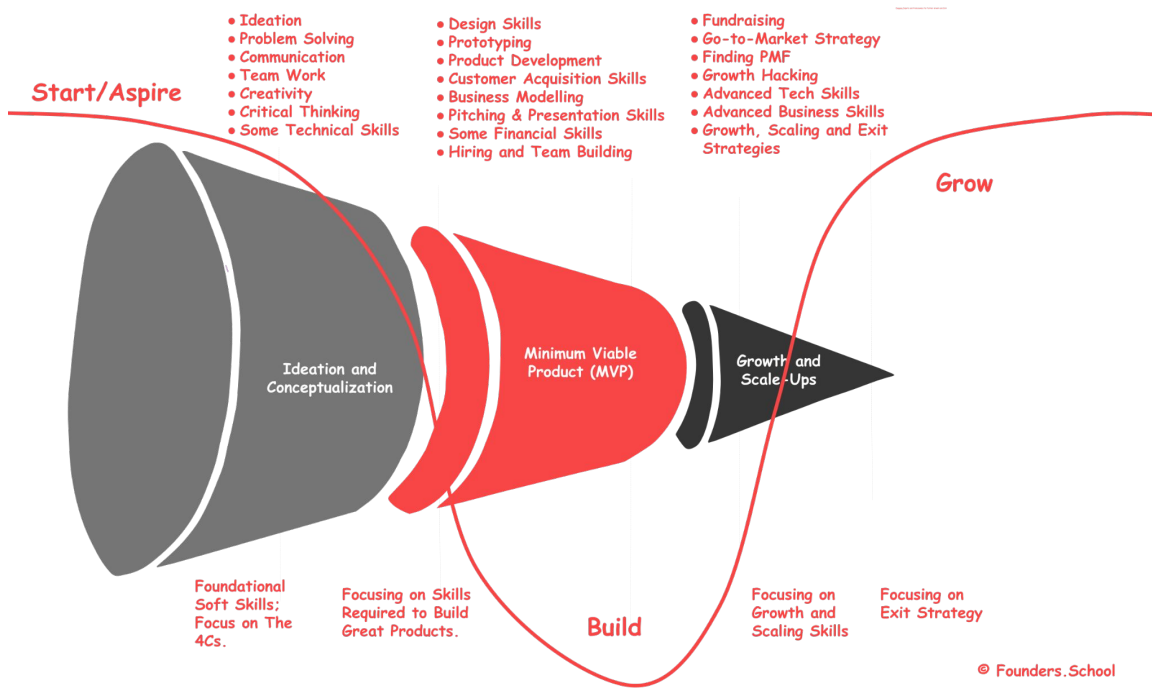 Start/Aspire
• Ideation
• Problem Solving
• Communication
• Team Work
• Creativity
• Critical Thinking
• Some Technical Skills
• Design Skills
• Prototyping
• Product Development
• Customer Acquisition Skills
• Business Modelling
• Pitching & Presentation Skills
• Some Financial Skills
• Hiring and Team Building
• Fundraising
• Go-to-Market Strategy
• Finding PMF
• Growth Hacking
• Advanced Tech Skills
• Advanced Business Skills
• Growth, Scaling and Exit
Strategies
Grow
Ideation and
Conceptualization
Minimum Viable
Product (MVP)
Growth and
Scale-Ups
Foundational
Soft Skills;
Focus on The
4Cs.
Focusing on Skills
Required to Build
Great Products.
Build
Focusing on
Growth and
Scaling Skills
Focusing on
Exit Strategy
© Founders.School